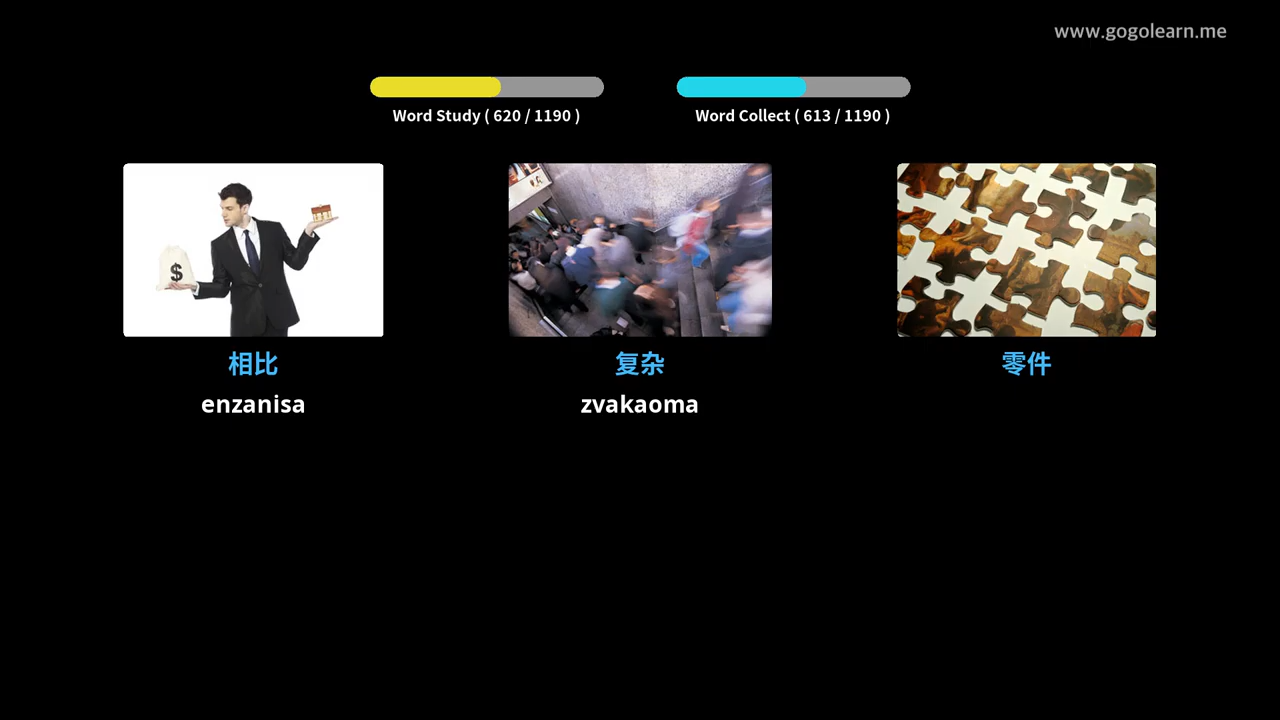 www.gogolearn.me
Word Study ( 620 / 1190 )
Word Collect ( 613 / 1190 )
$
相比
复杂
零件
enzanisa
zvakaoma